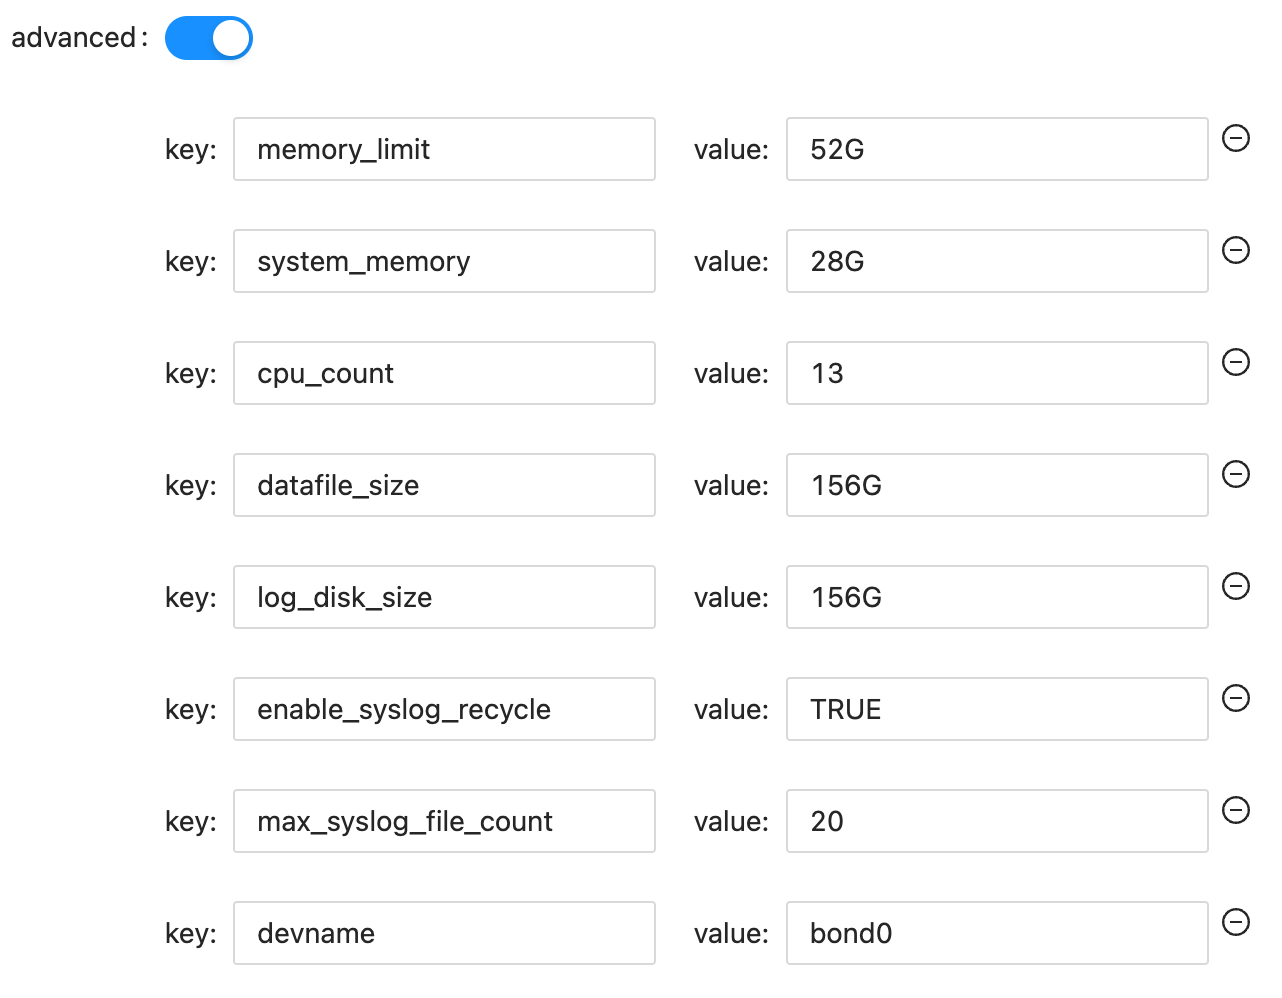 advanced:
key: memory_limit value: 52G
key: system_memory value: 28G
key: cpu_count value: 13
key: datafile_size value: 156G
key: log_disk_size value: 156G
key: enable_syslog_recycle value: TRUE
key: max_syslog_file_count value: 20
key: devname value: bond0